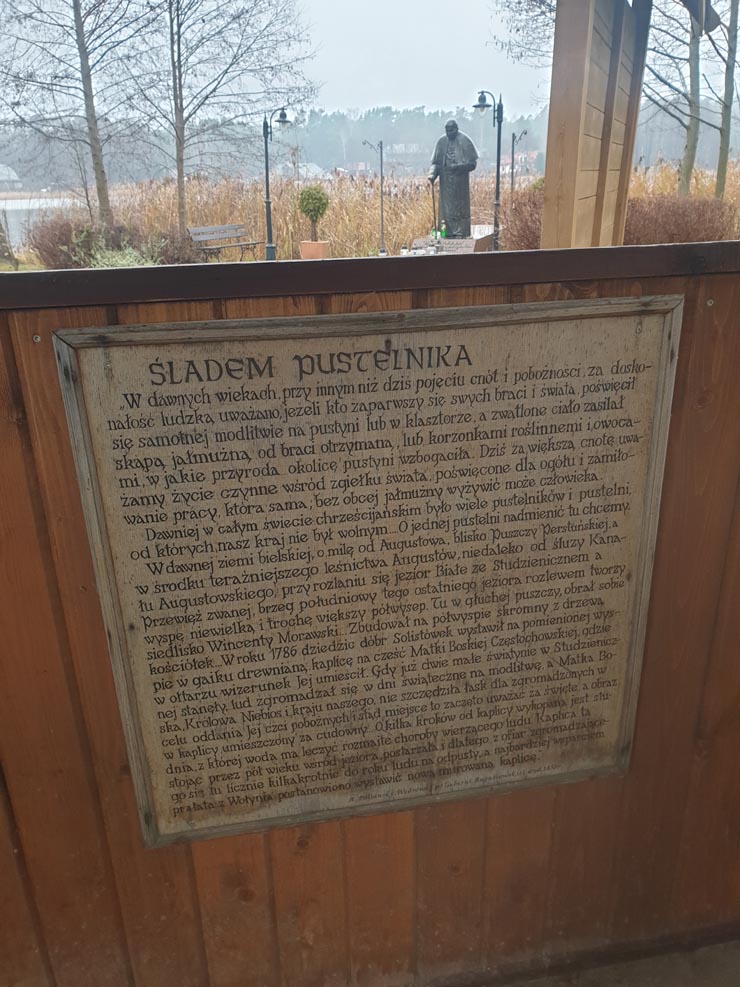 ŚLADEM PUSTELNIKA
„W dawnych wiekach, przy innym niż dziś pojęciu cnót i pobożności, za dosko-
nałość ludzką uważano, jeżeli kto zaparwszy się swych braci i świata, poświęcił
się samotnej modlitwie na pustyni lub w klasztorze, a zwątlone ciało zasilał
skąpą jałmużną, od braci otrzymaną, lub korzonkami roślinnemi i owoca-
mi, w jakie przyroda okolicę pustyni wzbogaciła. Dziś za większą cnotę uwa-
żamy życie czynne wśród zgiełku świata, poświęcone dla ogółu i zamiło-
wanie pracy, która sama, bez obcej jałmużny wyżywić może człowieka.
Dawniej w całym świecie chrześcijańskim było wiele pustelników i pustelni,
od których nasz kraj nie był wolnym... O jednej pustelni nadmienić tu chcemy.
W dawnej ziemi bielskiej, o milę od Augustowa, blisko Puszczy Perstuńskiej, a
w środku teraźniejszego leśnictwa Augustów, niedaleko od śluzy Kana-
łu Augustowskiego, przy rozlaniu się jezior Białe ze Studzienicznem a
Przewięź zwanej, brzeg południowy tego ostatniego jeziora rozlewem tworzy
wyspę niewielką i trochę większy półwysep. Tu w głuchej puszczy, obrał sobie
siedlisko Wincenty Morawski... Zbudował na półwyspie skromny z drzewa
kościółek... W roku 1786 dziedzic dóbr Solistówek wystawił na pomienionej wys-
pie w gaiku drewnianą kaplicę na cześć Matki Boskiej Częstochowskiej, gdzie
w ołtarzu wizerunek Jej umieścił. Gdy już dwie małe świątynie w Studzienicz-
nej stanęły, lud zgromadzał się w dni świąteczne na modlitwę, a Matka Bo-
ska, Królowa Niebios i kraju naszego, nie szczędziła łask dla zgromadzonych w
celu oddania Jej czci pobożnych i stąd miejsce to zaczęto uważać za święte, a obraz
w kaplicy umieszczony za cudowny... O kilka kroków od kaplicy wykopana jest stu-
dnia, z której woda ma leczyć rozmaite choroby wierzącego ludu. Kaplica ta
stojąc przez pół wieku wśród jeziora, postarzała i dlatego z ofiar zgromadzające-
go się tu licznie kilkakrotnie do roku ludu na odpusty, a najbardziej wsparciem
prałata z Wołynia postanowiono wystawić nową murowaną kaplicę.